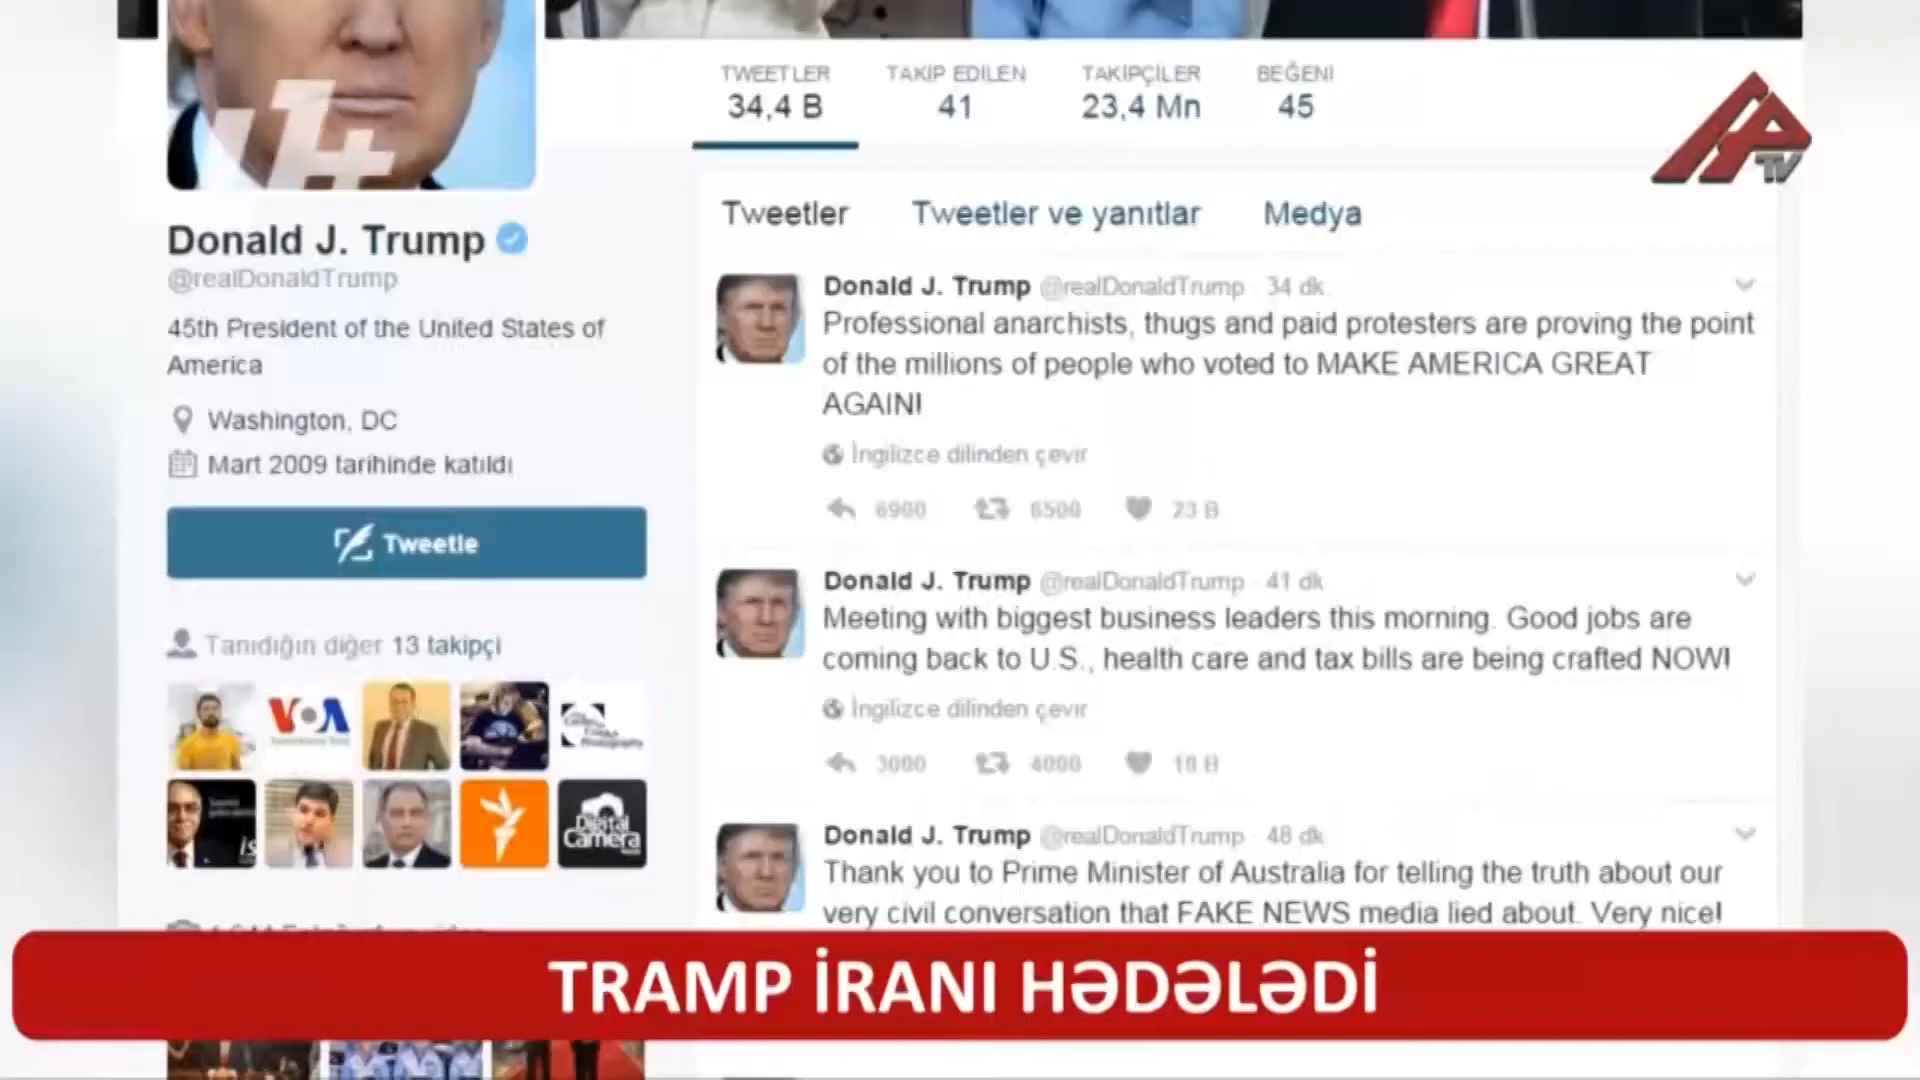 TWEETLER TAKİP EDİLEN TAKİPÇİLER BEĞENI
34,4 B 41 23,4 Mn 45
AP TV
Tweetler Tweetler ve yanıtlar Medya
Donald J. Trump
@realDonaldTrump
45th President of the United States of
America
Washington, DC
Mart 2009 tarihinde katıldı
Tweetle
Tanıdığın diğer 13 takipçi
VOA
Digital
Camera
Donald J. Trump @realDonaldTrump · 34 dk
Professional anarchists, thugs and paid protesters are proving the point
of the millions of people who voted to MAKE AMERICA GREAT
AGAIN!
İngilizce dilinden çevir
6900 6500 23 B
Donald J. Trump @realDonaldTrump · 41 dk
Meeting with biggest business leaders this morning. Good jobs are
coming back to U.S., health care and tax bills are being crafted NOW!
İngilizce dilinden çevir
3000 4000 18 B
Donald J. Trump @realDonaldTrump · 48 dk
Thank you to Prime Minister of Australia for telling the truth about our
very civil conversation that FAKE NEWS media lied about. Very nice!
TRAMP İRANI HƏDƏLƏDİ